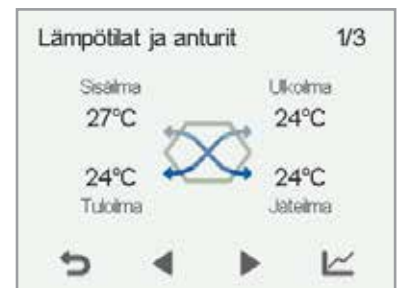 Lämpötilat ja anturit 1/3
Sisäilma Ulkoilma
27°C 24°C
24°C 24°C
Tuloilma Jäteilma